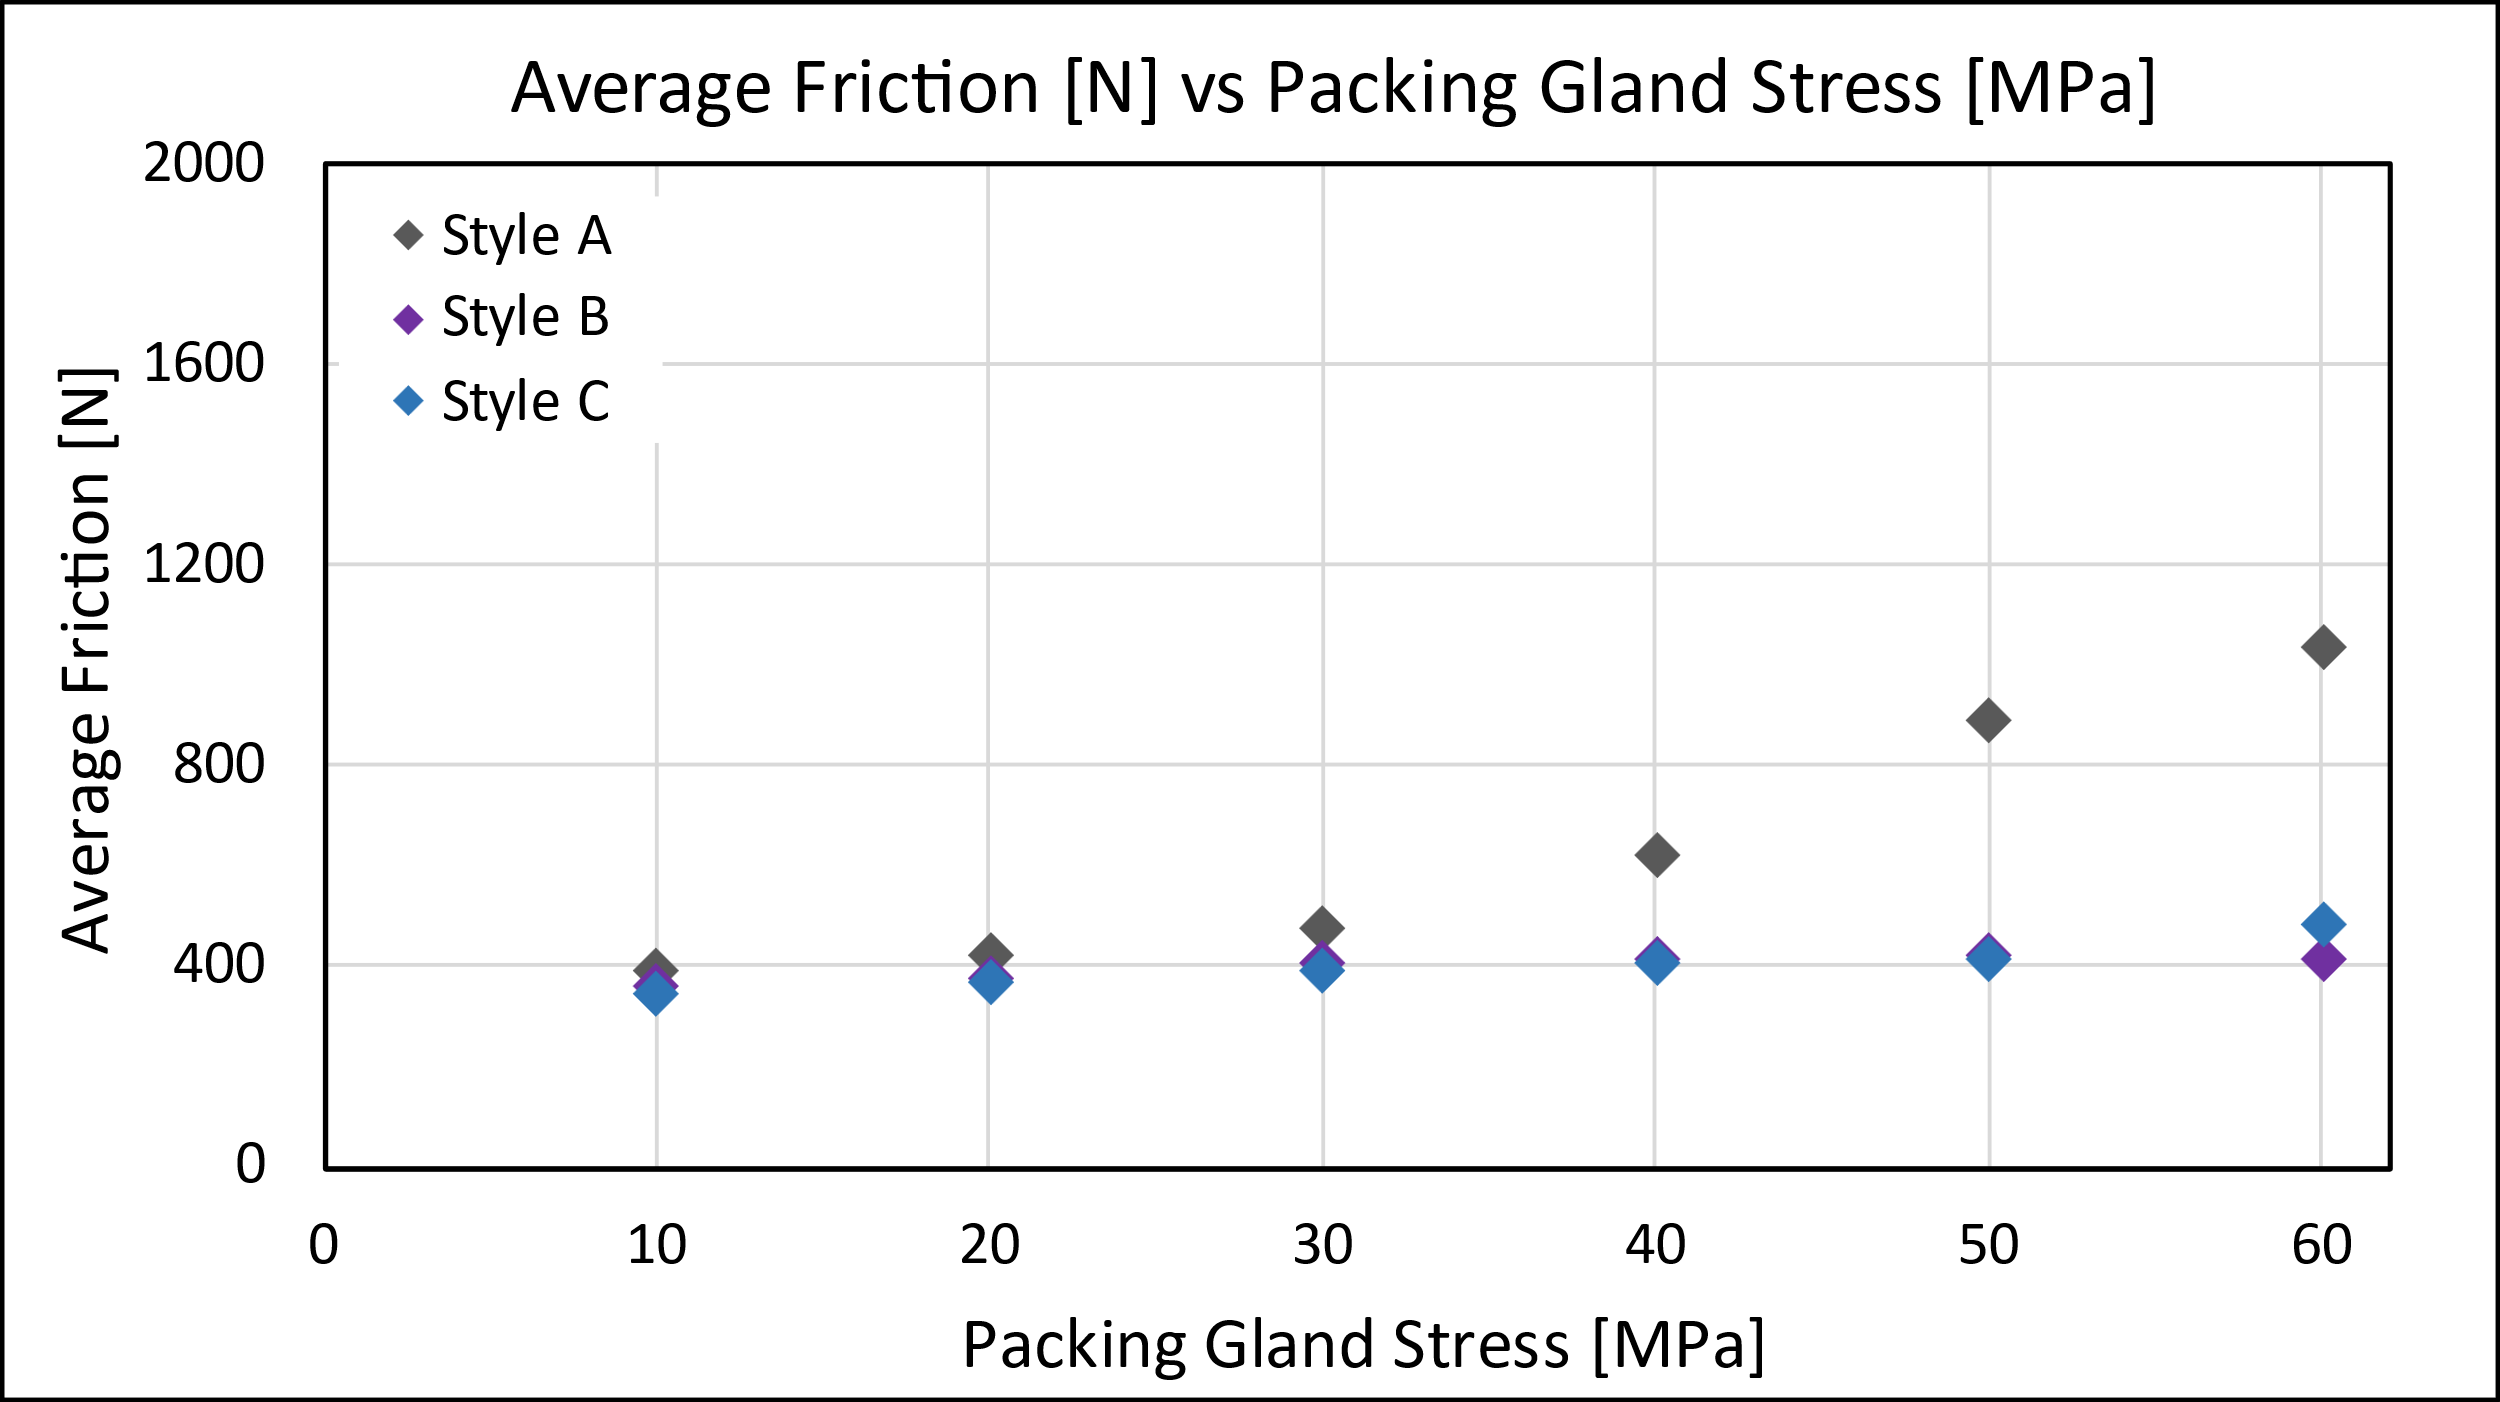 Average Friction [N] vs Packing Gland Stress [MPa]
2000
1600
1200
800
400
0
Average Friction [N]
Style A
Style B
Style C
0 10 20 30 40 50 60
Packing Gland Stress [MPa]